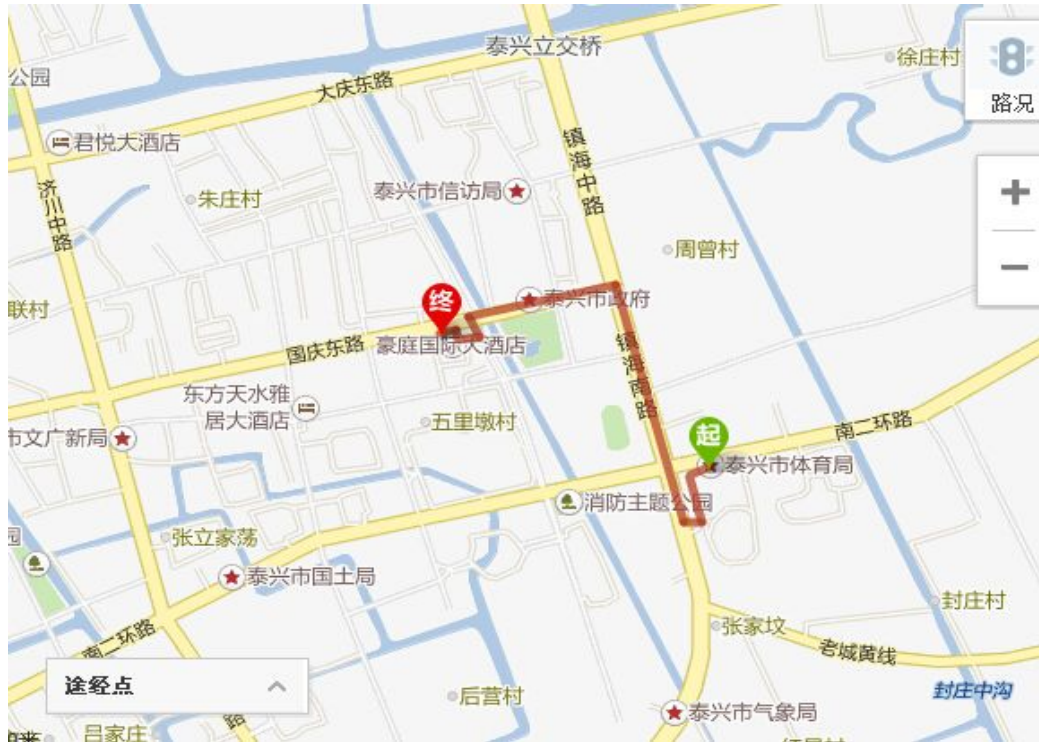 泰兴立交桥
徐庄村
公园
大庆东路
路况
君悦大酒店
镇海中路
泰兴市信访局
朱庄村
济川中路
周曾村
终
泰兴市政府
联村
国庆东路
豪庭国际大酒店
镇海南路
东方天水雅
居大酒店
五里墩村
南二环路
起
市文广新局
泰兴市体育局
消防主题公园
张立家荡
园
泰兴市国土局
封庄村
张家坟
南二环路
老城黄线
途经点
封庄中沟
后营村
泰兴市气象局
路
吕家庄